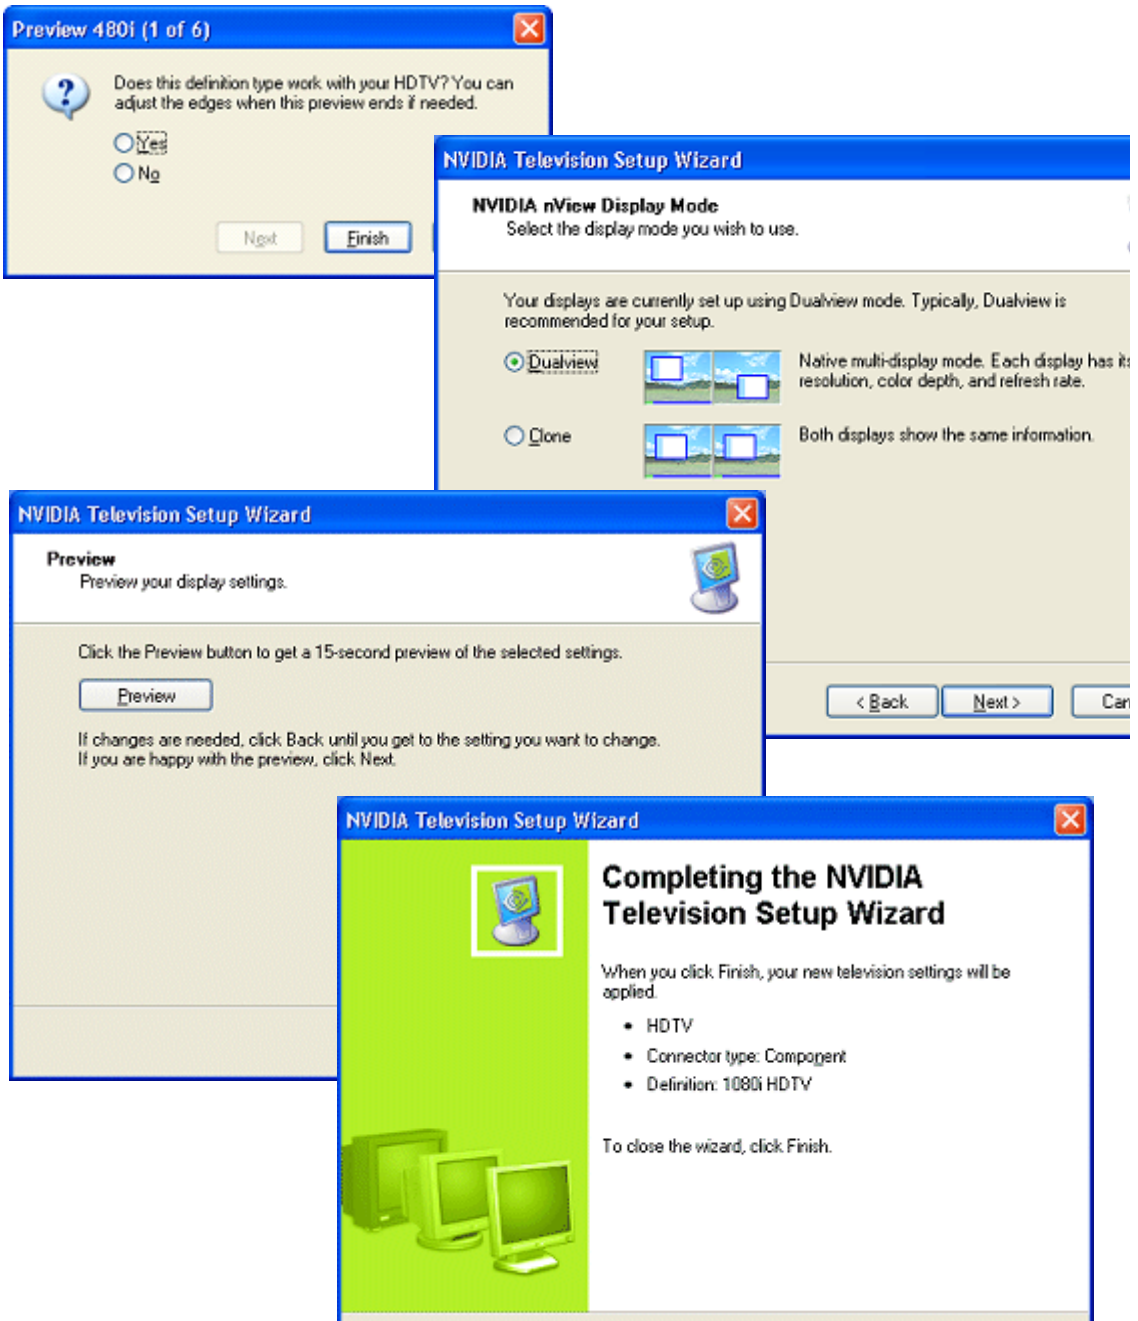 Preview 480i (1 of 6)
Does this definition type work with your HDTV? You can
adjust the edges when this preview ends if needed.
Yes
No
Next
Finish
NVIDIA Television Setup Wizard
NVIDIA nView Display Mode
Select the display mode you wish to use.
Your displays are currently set up using Dualview mode. Typically, Dualview is
recommended for your setup.
Dualview
Native multi-display mode. Each display has its
resolution, color depth, and refresh rate.
Clone
Both displays show the same information.
< Back
Next >
NVIDIA Television Setup Wizard
Preview
Preview your display settings.
Click the Preview button to get a 15-second preview of the selected settings.
Preview
If changes are needed, click Back until you get to the setting you want to change.
If you are happy with the preview, click Next.
NVIDIA Television Setup Wizard
Completing the NVIDIA
Television Setup Wizard
When you click Finish, your new television settings will be
applied.
• HDTV
• Connector type: Component
• Definition: 1080i HDTV
To close the wizard, click Finish.